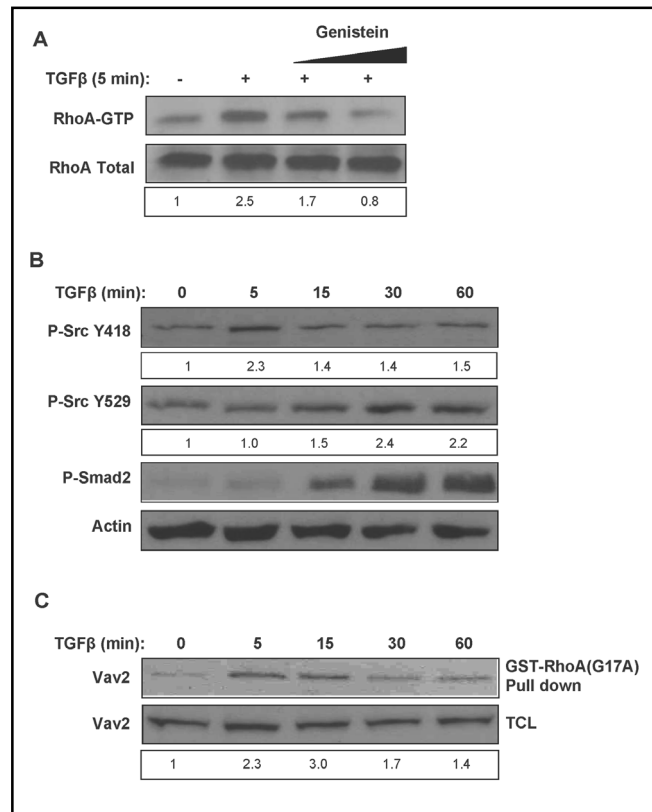 A
Genistein
TGFβ (5 min): - + + +
RhoA-GTP
RhoA Total
1 2.5 1.7 0.8
B
TGFβ (min): 0 5 15 30 60
P-Src Y418
1 2.3 1.4 1.4 1.5
P-Src Y529
1 1.0 1.5 2.4 2.2
P-Smad2
Actin
C
TGFβ (min): 0 5 15 30 60
Vav2 GST-RhoA(G17A)
Pull down
Vav2 TCL
1 2.3 3.0 1.7 1.4